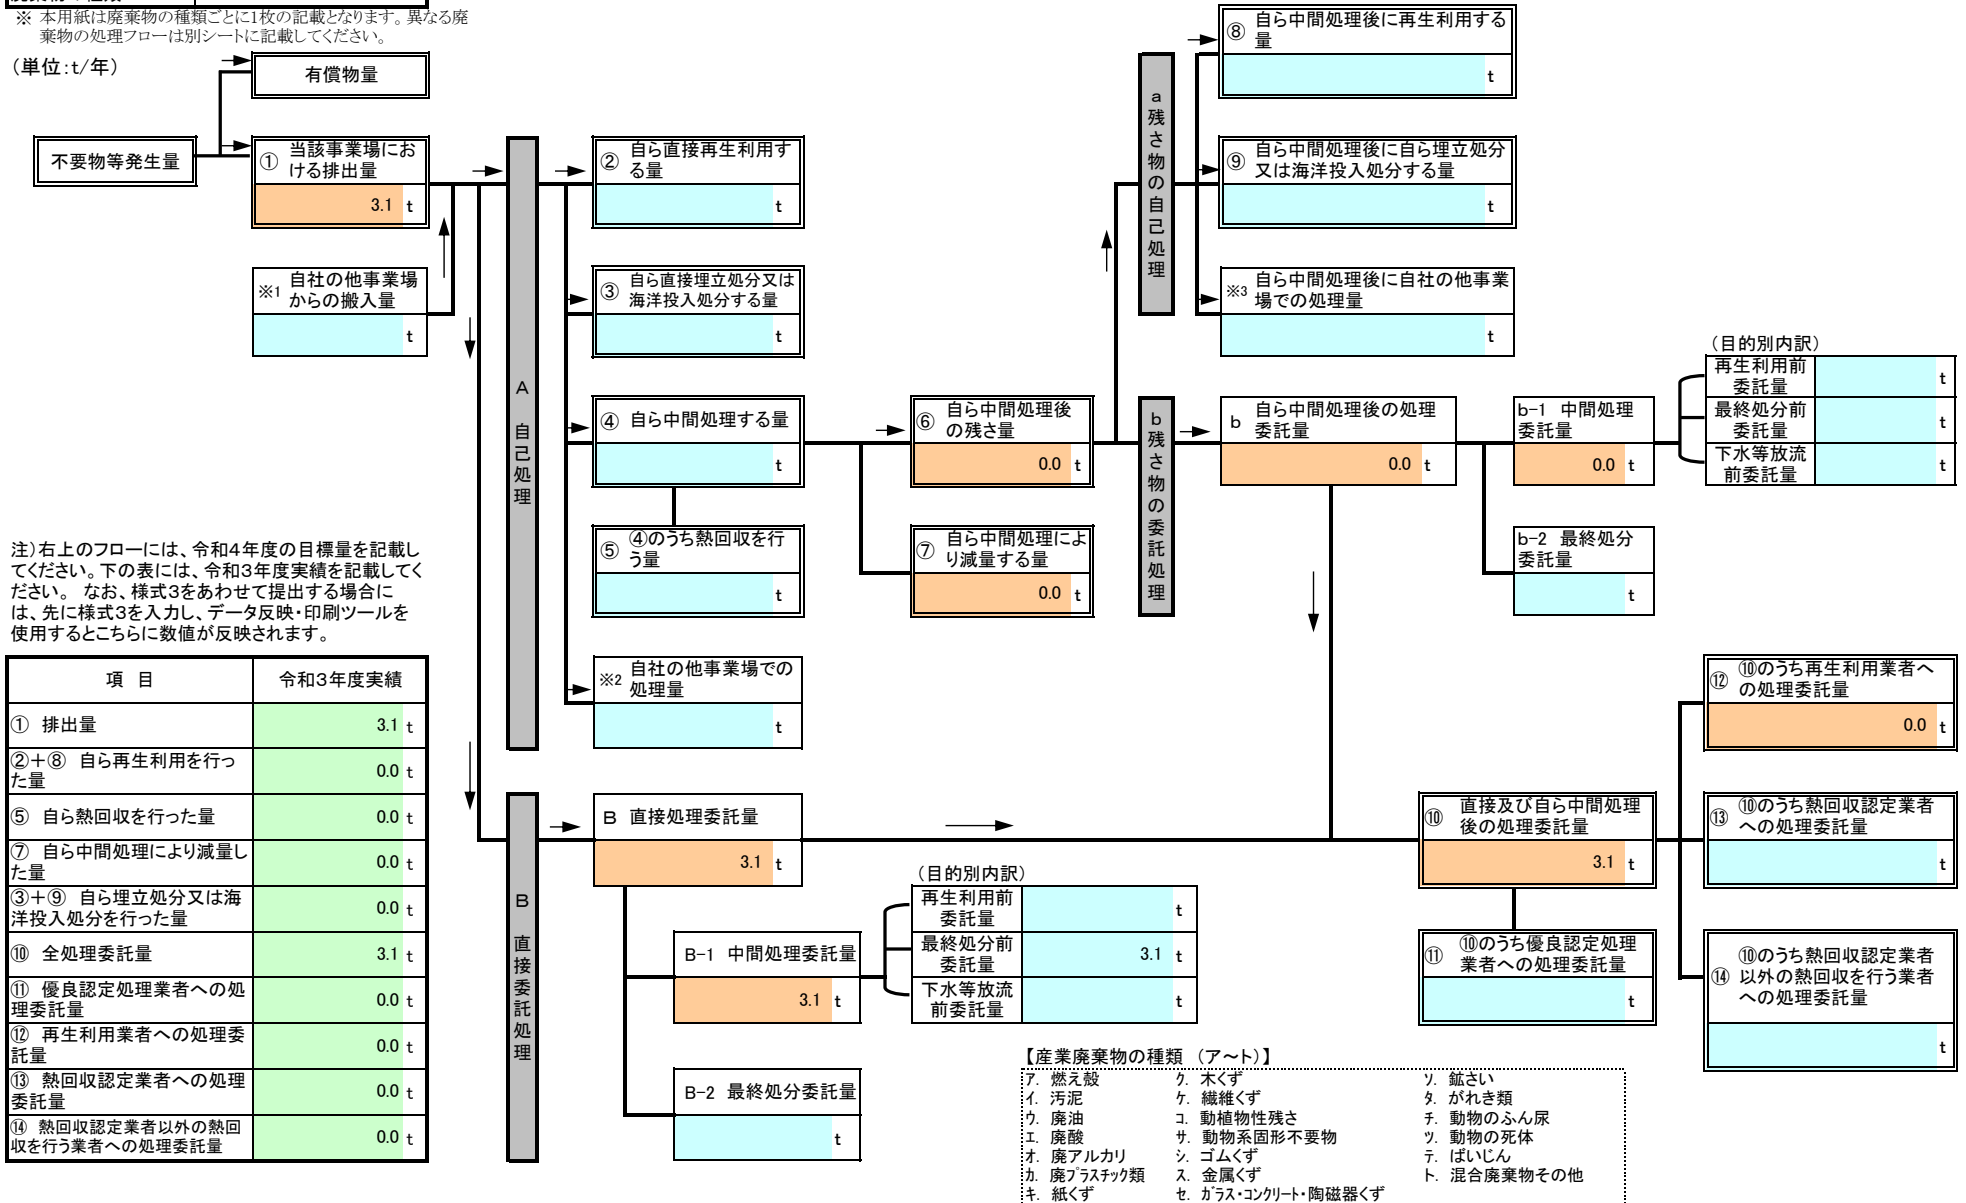 ※ 本用紙は廃棄物の種類ごとに1枚の記載となります。異なる廃
棄物の処理フローは別シートに記載してください。
(単位:t/年)
有償物量
不要物等発生量
① 当該事業場にお
ける排出量
3.1 t
※1 自社の他事業場
からの搬入量
t
A 自己処理
② 自ら直接再生利用す
る量
t
③ 自ら直接埋立処分又は
海洋投入処分する量
t
④ 自ら中間処理する量
t
⑤ ④のうち熱回収を行
う量
t
※2 自社の他事業場での
処理量
t
⑥ 自ら中間処理後
の残さ量
0.0 t
⑦ 自ら中間処理によ
り減量する量
0.0 t
a 残さ物の自己処理
⑧ 自ら中間処理後に再生利用する
量
t
⑨ 自ら中間処理後に自ら埋立処分
又は海洋投入処分する量
t
※3 自ら中間処理後に自社の他事業
場での処理量
t
b 残さ物の委託処理
b 自ら中間処理後の処理
委託量
0.0 t
b-1 中間処理
委託量
0.0 t
b-2 最終処分
委託量
t
(目的別内訳)
再生利用前
委託量
t
最終処分前
委託量
t
下水等放流
前委託量
t
注)右上のフローには、令和4年度の目標量を記載し
てください。下の表には、令和3年度実績を記載してく
ださい。 なお、様式3をあわせて提出する場合に
は、先に様式3を入力し、データ反映・印刷ツールを
使用するとこちらに数値が反映されます。
項 目 令和3年度実績
① 排出量 3.1 t
②+⑧ 自ら再生利用を行っ
た量 0.0 t
⑤ 自ら熱回収を行った量 0.0 t
⑦ 自ら中間処理により減量し
た量 0.0 t
③+⑨ 自ら埋立処分又は海
洋投入処分を行った量 0.0 t
⑩ 全処理委託量 3.1 t
⑪ 優良認定処理業者への処
理委託量 0.0 t
⑫ 再生利用業者への処理委
託量 0.0 t
⑬ 熱回収認定業者への処理
委託量 0.0 t
⑭ 熱回収認定業者以外の熱回
収を行う業者への処理委託量 0.0 t
B 直接委託処理
B 直接処理委託量
3.1 t
B-1 中間処理委託量
3.1 t
B-2 最終処分委託量
t
(目的別内訳)
再生利用前
委託量
t
最終処分前
委託量
3.1 t
下水等放流
前委託量
t
⑩ 直接及び自ら中間処理
後の処理委託量
3.1 t
⑪ ⑩のうち優良認定処理
業者への処理委託量
t
⑫ ⑩のうち再生利用業者へ
の処理委託量
0.0 t
⑬ ⑩のうち熱回収認定業者
への処理委託量
t
⑭ ⑩のうち熱回収認定業者
以外の熱回収を行う業者
への処理委託量
t
【産業廃棄物の種類 (ア~ト)】
ア. 燃え殻 ク. 木くず ソ. 鉱さい
イ. 汚泥 ケ. 繊維くず タ. がれき類
ウ. 廃油 コ. 動植物性残さ チ. 動物のふん尿
エ. 廃酸 サ. 動物系固形不要物 ツ. 動物の死体
オ. 廃アルカリ シ. ゴムくず テ. ばいじん
カ. 廃プラスチック類 ス. 金属くず ト. 混合廃棄物その他
キ. 紙くず セ. ガラス・コンクリート・陶磁器くず